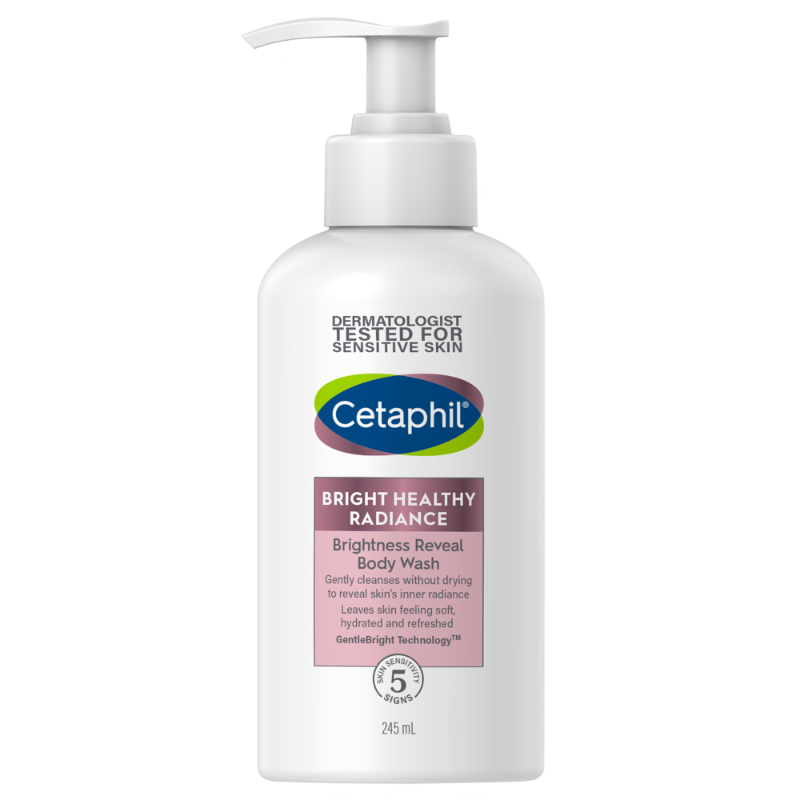 DERMATOLOGIST
TESTED FOR
SENSITIVE SKIN
Cetaphil®
BRIGHT HEALTHY
RADIANCE
Brightness Reveal
Body Wash
Gently cleanses without drying
to reveal skin's inner radiance
Leaves skin feeling soft,
hydrated and refreshed
GentleBright Technology™
SKIN SENSITIVITY
5
SIGNS
245 mL